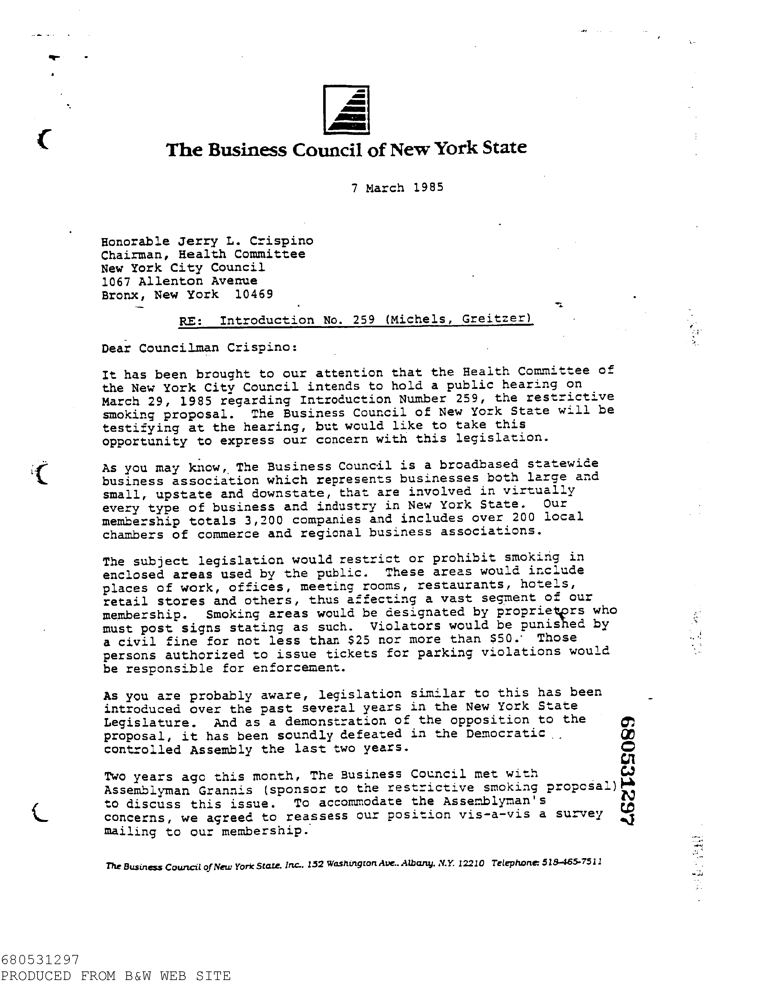 The Business Council of New York State
7 March 1985
Honorable Jerry L. Crispino
Chairman, Health Committee
New York City Council
1067 Allenton Avenue
Bronx, New York 10469
RE: Introduction No. 259 (Michels, Greitzer)
Dear Councilman Crispino:
It has been brought to our attention that the Health Committee of
the New York City Council intends to hold a public hearing on
March 29, 1985 regarding Introduction Number 259, the restrictive
smoking proposal. The Business Council of New York State will be
testifying at the hearing, but would like to take this
opportunity to express our concern with this legislation.
As you may know, The Business Council is a broadbased statewide
business association which represents businesses both large and
small, upstate and downstate, that are involved in virtually
every type of business and industry in New York State. Our
membership totals 3,200 companies and includes over 200 local
chambers of commerce and regional business associations.
The subject legislation would restrict or prohibit smoking in
enclosed areas used by the public. These areas would include
places of work, offices, meeting rooms, restaurants, hotels,
retail stores and others, thus affecting a vast segment of our
membership. Smoking areas would be designated by proprietors who
must post signs stating as such. Violators would be punished by
a civil fine for not less than $25 nor more than $50. Those
persons authorized to issue tickets for parking violations would
be responsible for enforcement.
As you are probably aware, legislation similar to this has been
introduced over the past several years in the New York State
Legislature. And as a demonstration of the opposition to the
proposal, it has been soundly defeated in the Democratic
controlled Assembly the last two years.
Two years ago this month, The Business Council met with
Assemblyman Grannis (sponsor to the restrictive smoking proposal)
to discuss this issue. To accommodate the Assemblyman's
concerns, we agreed to reassess our position vis-a-vis a survey
mailing to our membership.
680531297
The Business Council of New York State, Inc., 152 Washington Ave., Albany, N.Y. 12210 Telephone: 518-465-7511
680531297
PRODUCED FROM B&W WEB SITE